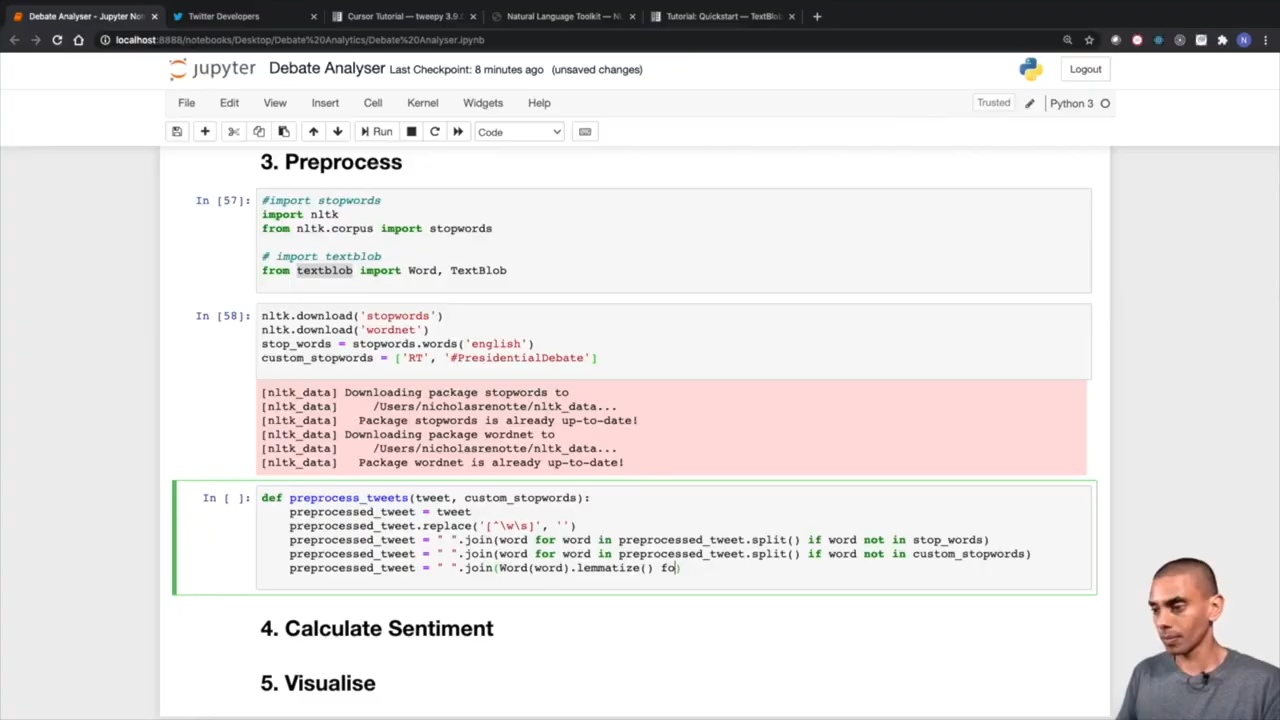 Debate Analyser - Jupyter Not
Twitter Developers
Cursor Tutorial — tweepy 3.9.0
Natural Language Toolkit — NL
Tutorial: Quickstart — TextBlob
localhost:8888/notebooks/Desktop/Debate%20Analytics/Debate%20Analyser.ipynb
N
jupyter Debate Analyser Last Checkpoint: 8 minutes ago (unsaved changes)
Logout
File Edit View Insert Cell Kernel Widgets Help
Trusted
Python 3
Run
Code
3. Preprocess
In [57]:
#import stopwords
import nltk
from nltk.corpus import stopwords
# import textblob
from textblob import Word, TextBlob
In [58]:
nltk.download('stopwords')
nltk.download('wordnet')
stop_words = stopwords.words('english')
custom_stopwords = ['RT', '#PresidentialDebate']
[nltk_data] Downloading package stopwords to
[nltk_data]     /Users/nicholasrenotte/nltk_data...
[nltk_data]   Package stopwords is already up-to-date!
[nltk_data] Downloading package wordnet to
[nltk_data]     /Users/nicholasrenotte/nltk_data...
[nltk_data]   Package wordnet is already up-to-date!
In [ ]:
def preprocess_tweets(tweet, custom_stopwords):
    preprocessed_tweet = tweet
    preprocessed_tweet.replace('[^\w\s]', '')
    preprocessed_tweet = " ".join(word for word in preprocessed_tweet.split() if word not in stop_words)
    preprocessed_tweet = " ".join(word for word in preprocessed_tweet.split() if word not in custom_stopwords)
    preprocessed_tweet = " ".join(Word(word).lemmatize() fo)
4. Calculate Sentiment
5. Visualise